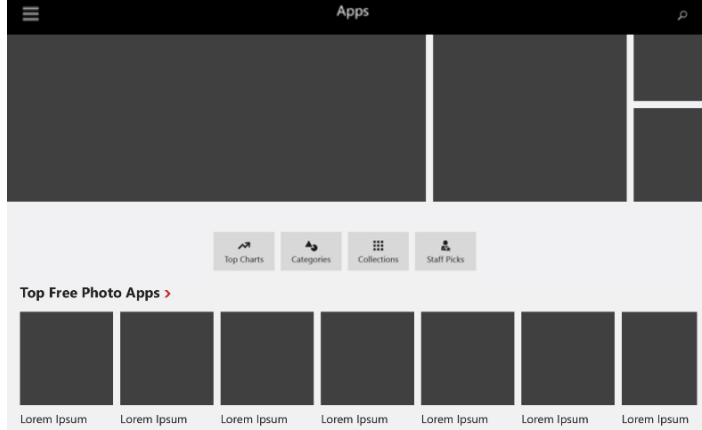 Apps
Top Charts Categories Collections Staff Picks
Top Free Photo Apps >
Lorem Ipsum Lorem Ipsum Lorem Ipsum Lorem Ipsum Lorem Ipsum Lorem Ipsum Lorem Ipsum